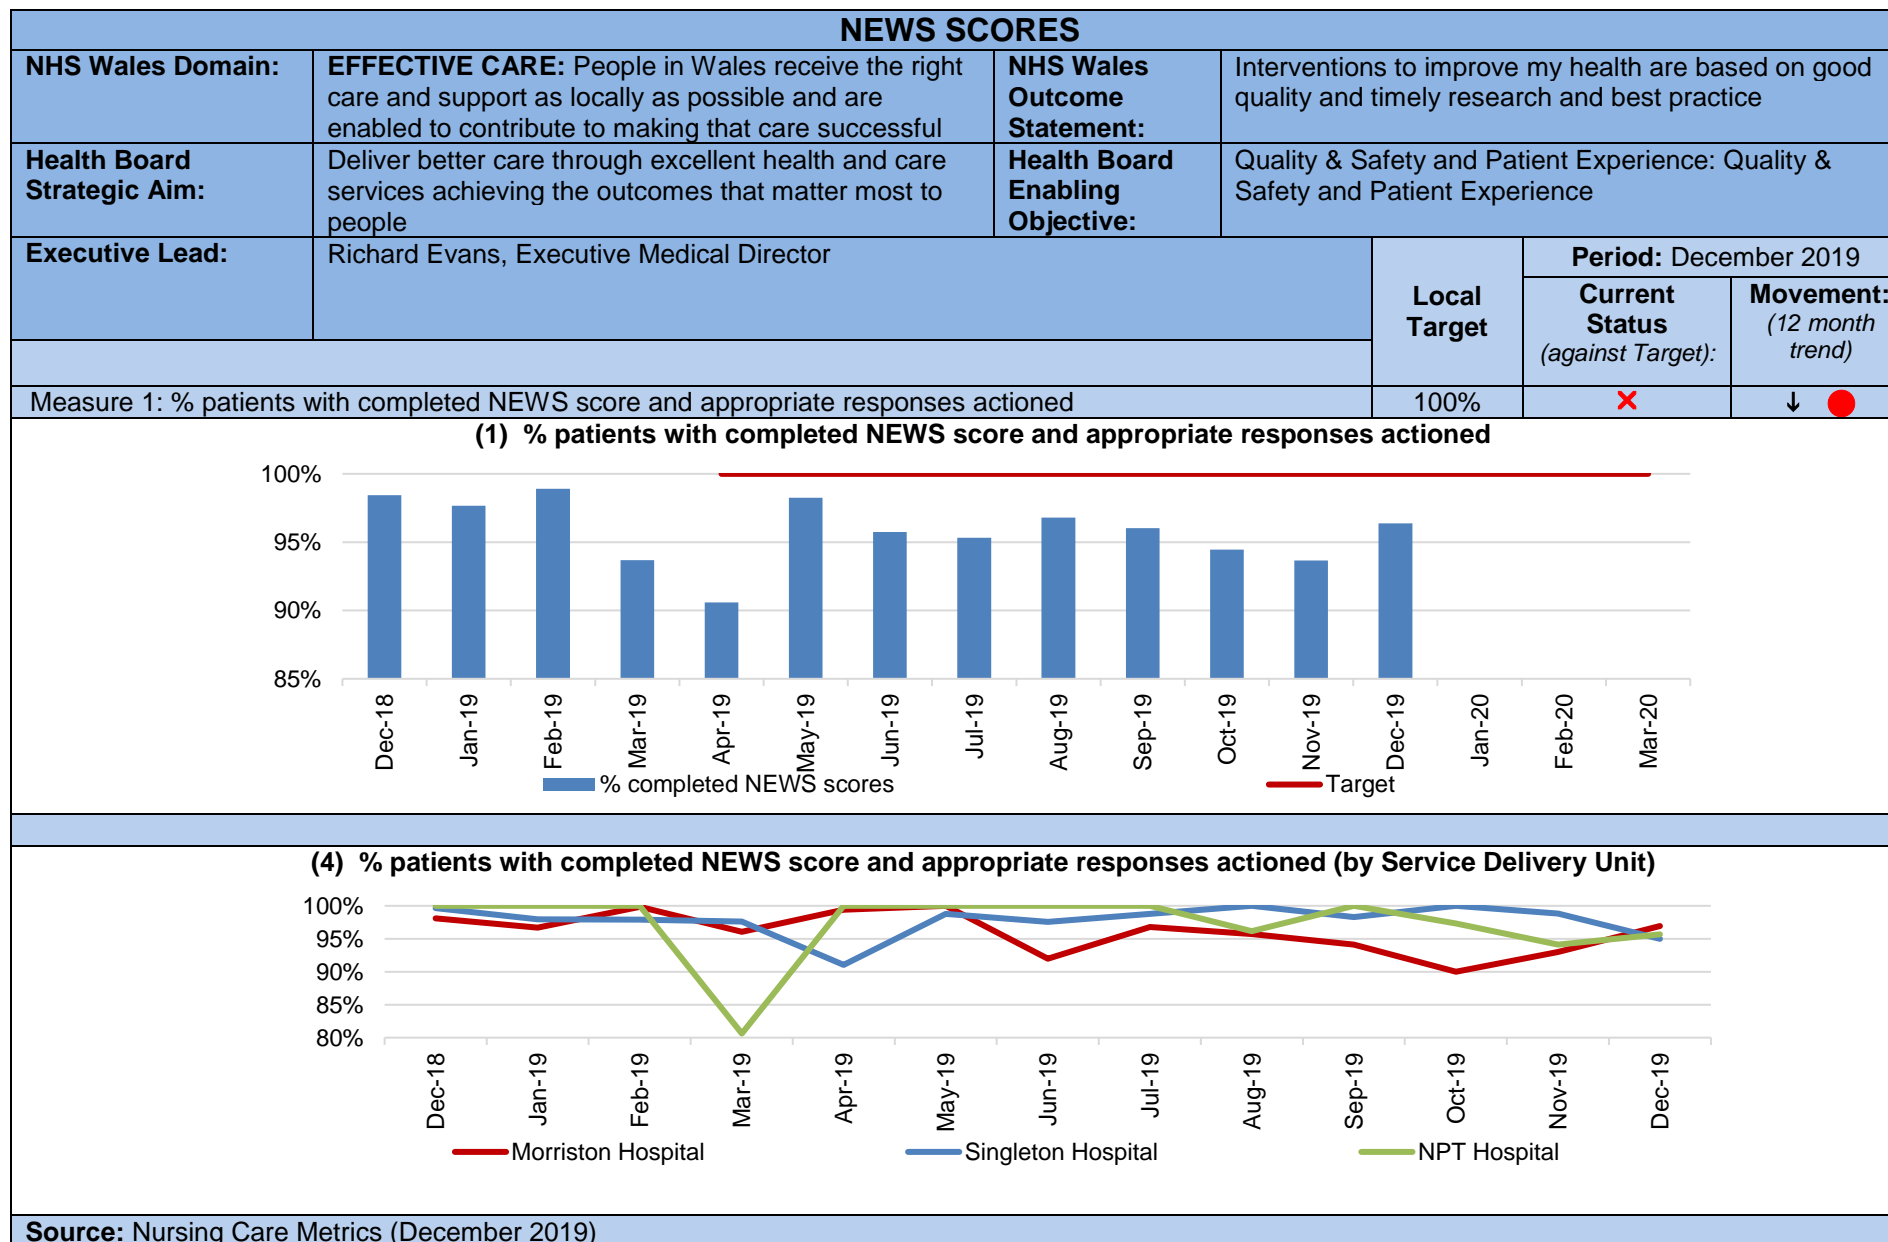 NEWS SCORES
NHS Wales Domain:
EFFECTIVE CARE: People in Wales receive the right
care and support as locally as possible and are
enabled to contribute to making that care successful
NHS Wales
Outcome
Statement:
Interventions to improve my health are based on good
quality and timely research and best practice
Health Board
Strategic Aim:
Deliver better care through excellent health and care
services achieving the outcomes that matter most to
people
Health Board
Enabling
Objective:
Quality & Safety and Patient Experience: Quality &
Safety and Patient Experience
Executive Lead:
Richard Evans, Executive Medical Director
Local
Target
Period: December 2019
Current
Status
(against Target):
Movement:
(12 month
trend)
Measure 1: % patients with completed NEWS score and appropriate responses actioned
100%
(1) % patients with completed NEWS score and appropriate responses actioned
100%
95%
90%
85%
Dec-18
Jan-19
Feb-19
Mar-19
Apr-19
May-19
Jun-19
Jul-19
Aug-19
Sep-19
Oct-19
Nov-19
Dec-19
Jan-20
Feb-20
Mar-20
% completed NEWS scores
Target
(4) % patients with completed NEWS score and appropriate responses actioned (by Service Delivery Unit)
100%
95%
90%
85%
80%
Dec-18
Jan-19
Feb-19
Mar-19
Apr-19
May-19
Jun-19
Jul-19
Aug-19
Sep-19
Oct-19
Nov-19
Dec-19
Morriston Hospital
Singleton Hospital
NPT Hospital
Source: Nursing Care Metrics (December 2019)